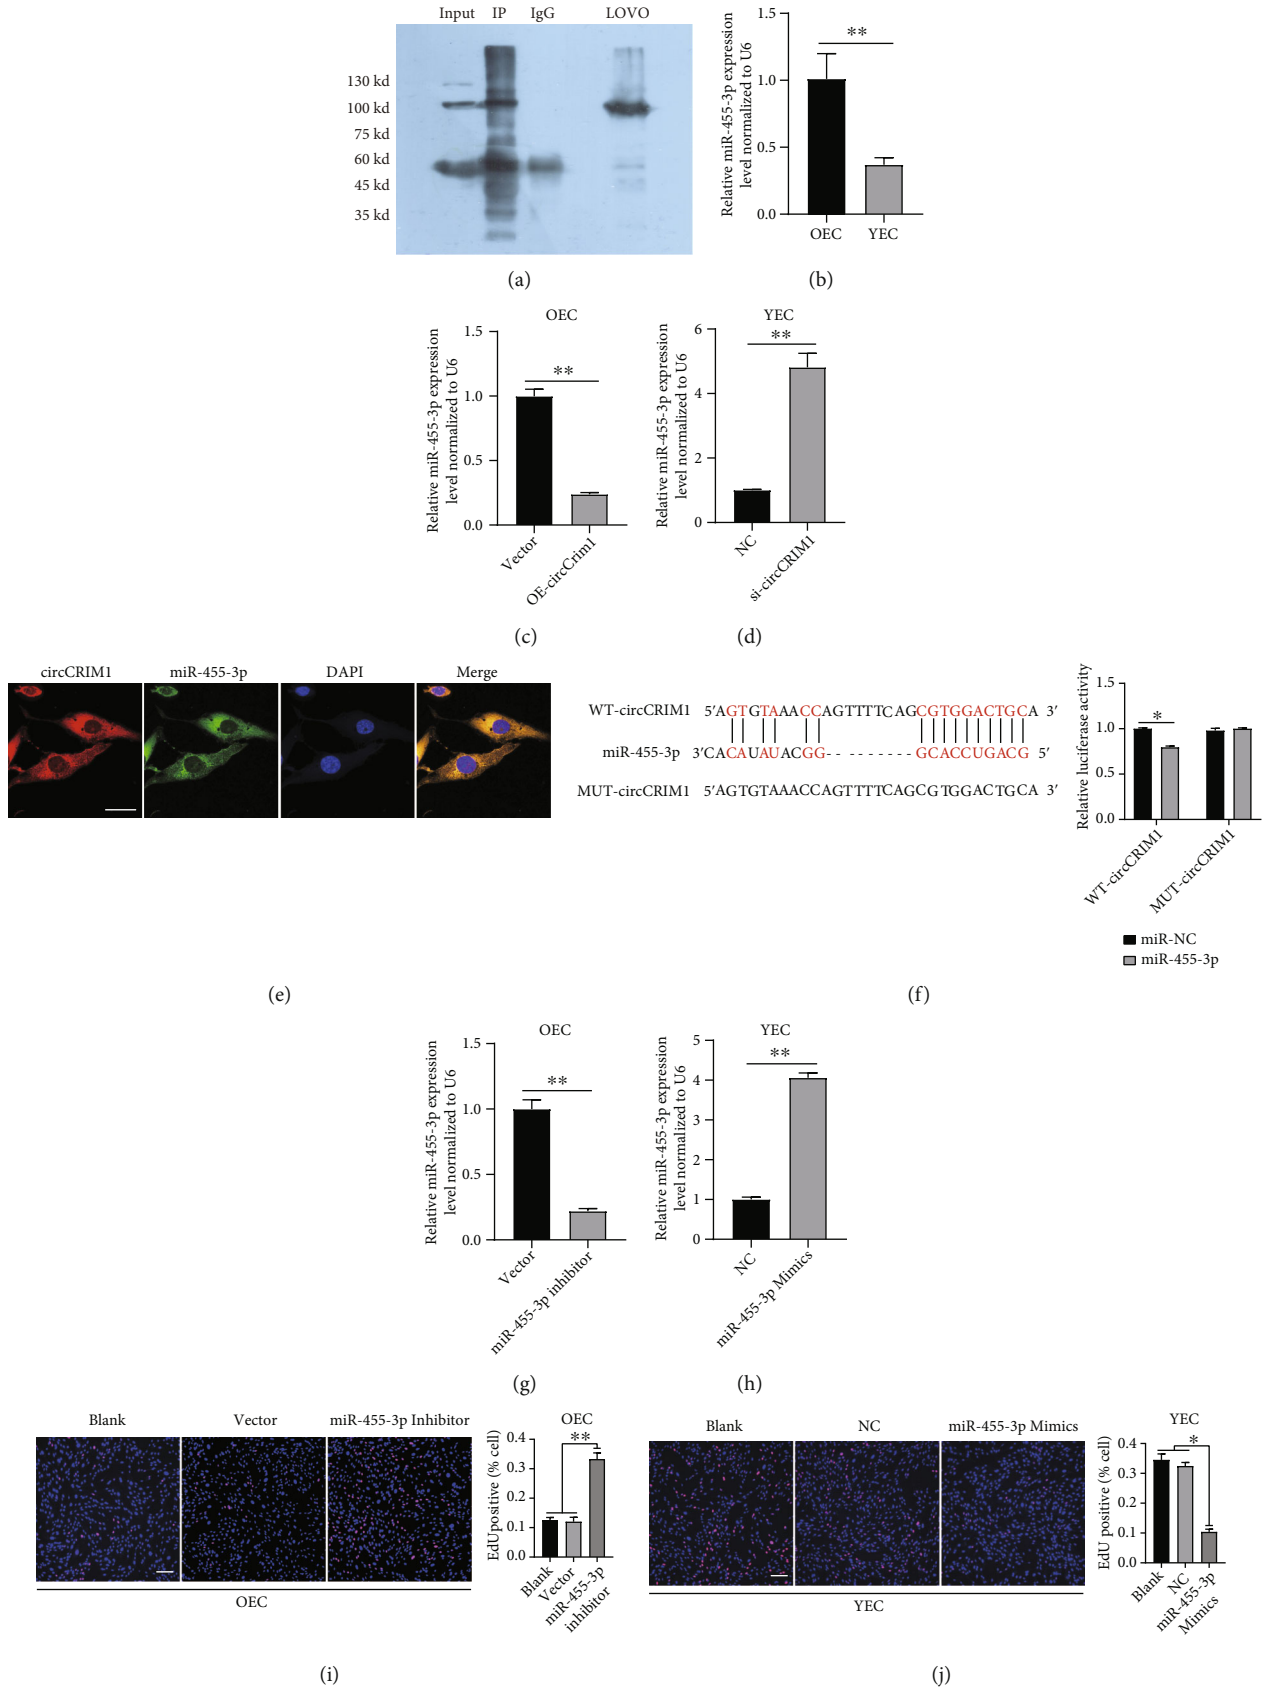 Input IP IgG LOVO
130 kd
100 kd
75 kd
60 kd
45 kd
35 kd
(a)
Relative miR-455-3p expression
level normalized to U6
1.5
1.0
0.5
0.0
**
OEC YEC
(b)
OEC
Relative miR-455-3p expression
level normalized to U6
1.5
1.0
0.5
0.0
**
Vector
OE-circCrim1
(c)
YEC
Relative miR-455-3p expression
level normalized to U6
6
4
2
0
**
NC
si-circCRIM1
(d)
circCRIM1 miR-455-3p DAPI Merge
(e)
WT-circCRIM1 5′AGTGTAAACCAGTTTTCAGCGTGGACTGCA 3′
miR-455-3p 3′CACAUAUACGG----------GCACCUGACG 5′
MUT-circCRIM1 5′AGTGTAAACCAGTTTTCAGCGTGGACTGCA 3′
Relative luciferase activity
1.5
1.0
0.5
0.0
*
WT-circCRIM1
MUT-circCRIM1
miR-NC
miR-455-3p
(f)
OEC
Relative miR-455-3p expression
level normalized to U6
1.5
1.0
0.5
0.0
**
Vector
miR-455-3p inhibitor
(g)
YEC
Relative miR-455-3p expression
level normalized to U6
5
4
3
2
1
0
**
NC
miR-455-3p Mimics
(h)
Blank Vector miR-455-3p Inhibitor
OEC
OEC
EdUpositive (% cell)
0.4
0.3
0.2
0.1
0.0
**
Blank
Vector
miR-455-3p
inhibitor
(i)
Blank NC miR-455-3p Mimics
YEC
YEC
EdU positive (% cell)
0.4
0.3
0.2
0.1
0.0
*
Blank
NC
miR-455-3p
Mimics
(j)